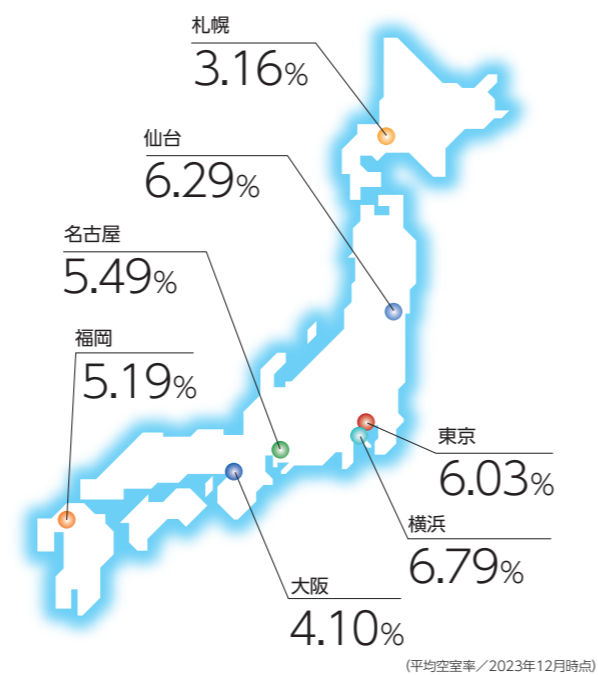 札幌
3.16%
仙台
6.29%
名古屋
5.49%
福岡
5.19%
東京
6.03%
横浜
6.79%
大阪
4.10%
(平均空室率／2023年12月時点)